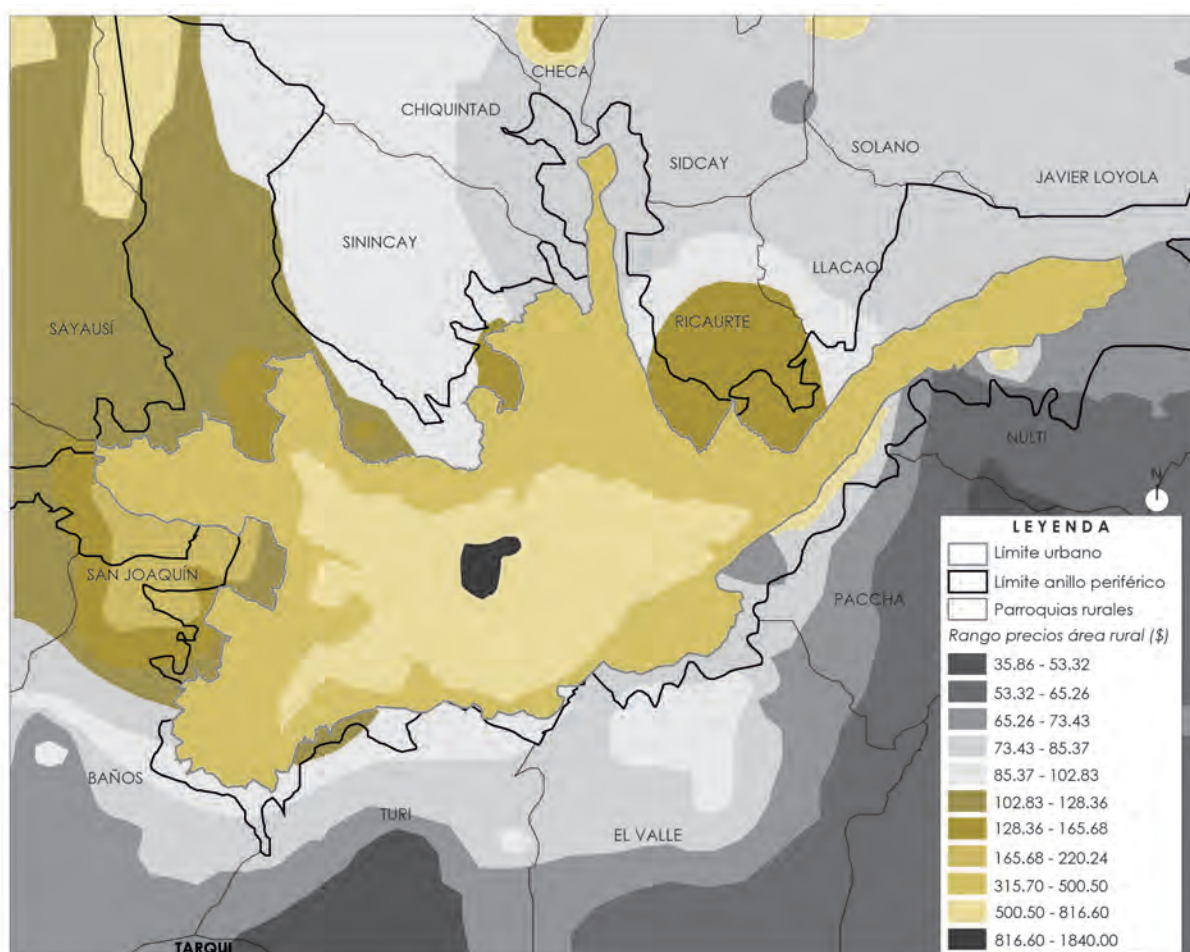 CHECA
CHIQUINTAD
SIDCAY
SOLANO
JAVIER LOYOLA
SININCAY
LLACAO
SAYAUSÍ
RICAURTE
NULTI
N
SAN JOAQUÍN
PACCHA
BAÑOS
TURI
EL VALLE
TARQUI
LEYENDA
Límite urbano
Límite anillo periférico
Parroquias rurales
Rango precios área rural ($)
35.86 - 53.32
53.32 - 65.26
65.26 - 73.43
73.43 - 85.37
85.37 - 102.83
102.83 - 128.36
128.36 - 165.68
165.68 - 220.24
315.70 - 500.50
500.50 - 816.60
816.60 - 1840.00